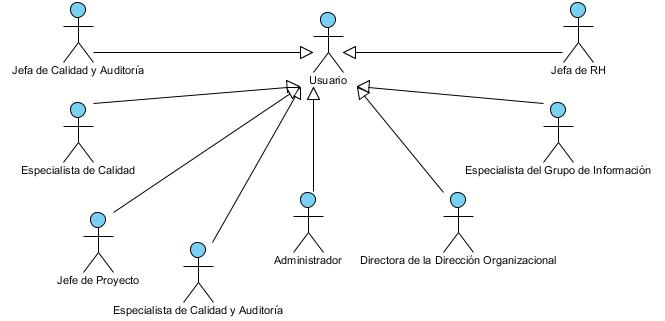 Jefa de Calidad y Auditoría
Usuario
Jefa de RH
Especialista de Calidad
Especialista del Grupo de Información
Jefe de Proyecto
Administrador
Directora de la Dirección Organizacional
Especialista de Calidad y Auditoría